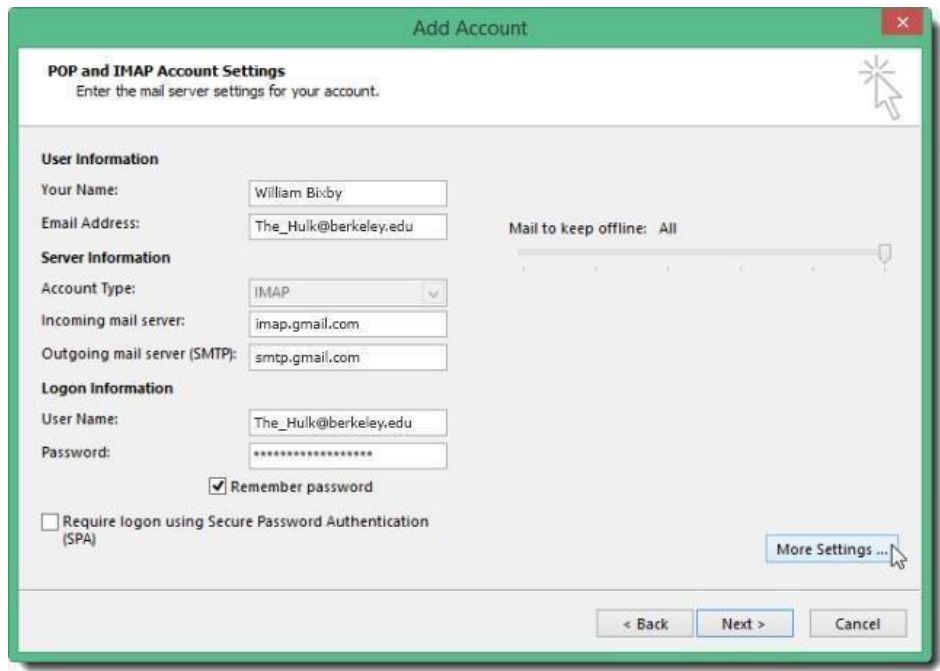 Add Account
POP and IMAP Account Settings
Enter the mail server settings for your account.
User Information
Your Name: William Bixby
Email Address: The_Hulk@berkeley.edu
Mail to keep offline: All
Server Information
Account Type: IMAP
Incoming mail server: imap.gmail.com
Outgoing mail server (SMTP): smtp.gmail.com
Logon Information
User Name: The_Hulk@berkeley.edu
Password: ******************
Remember password
Require logon using Secure Password Authentication
(SPA)
More Settings ...
< Back Next > Cancel